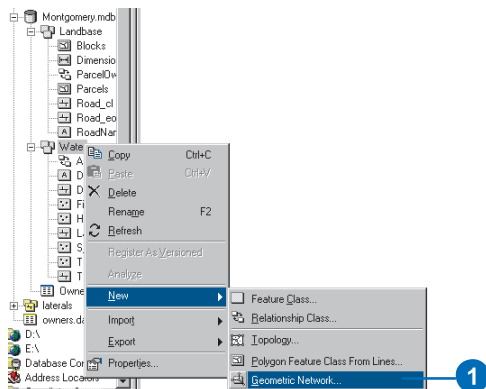 Montgomery.mdb
Landbase
Blocks
Dimensio
ParcelOw
Parcels
Road_cl
Road_eo
RoadNar
Wate
A
D
D
Fi
H
L
S
T
T
Owne
laterals
owners.da
D:\
E:\
Database Con
Address Locators
Copy Ctrl+C
Paste Ctrl+V
Delete
Rename F2
Refresh
Register As Versioned
Analyze
New
Import
Export
Properties...
Feature Class...
Relationship Class...
Topology...
Polygon Feature Class From Lines...
Geometric Network...
1